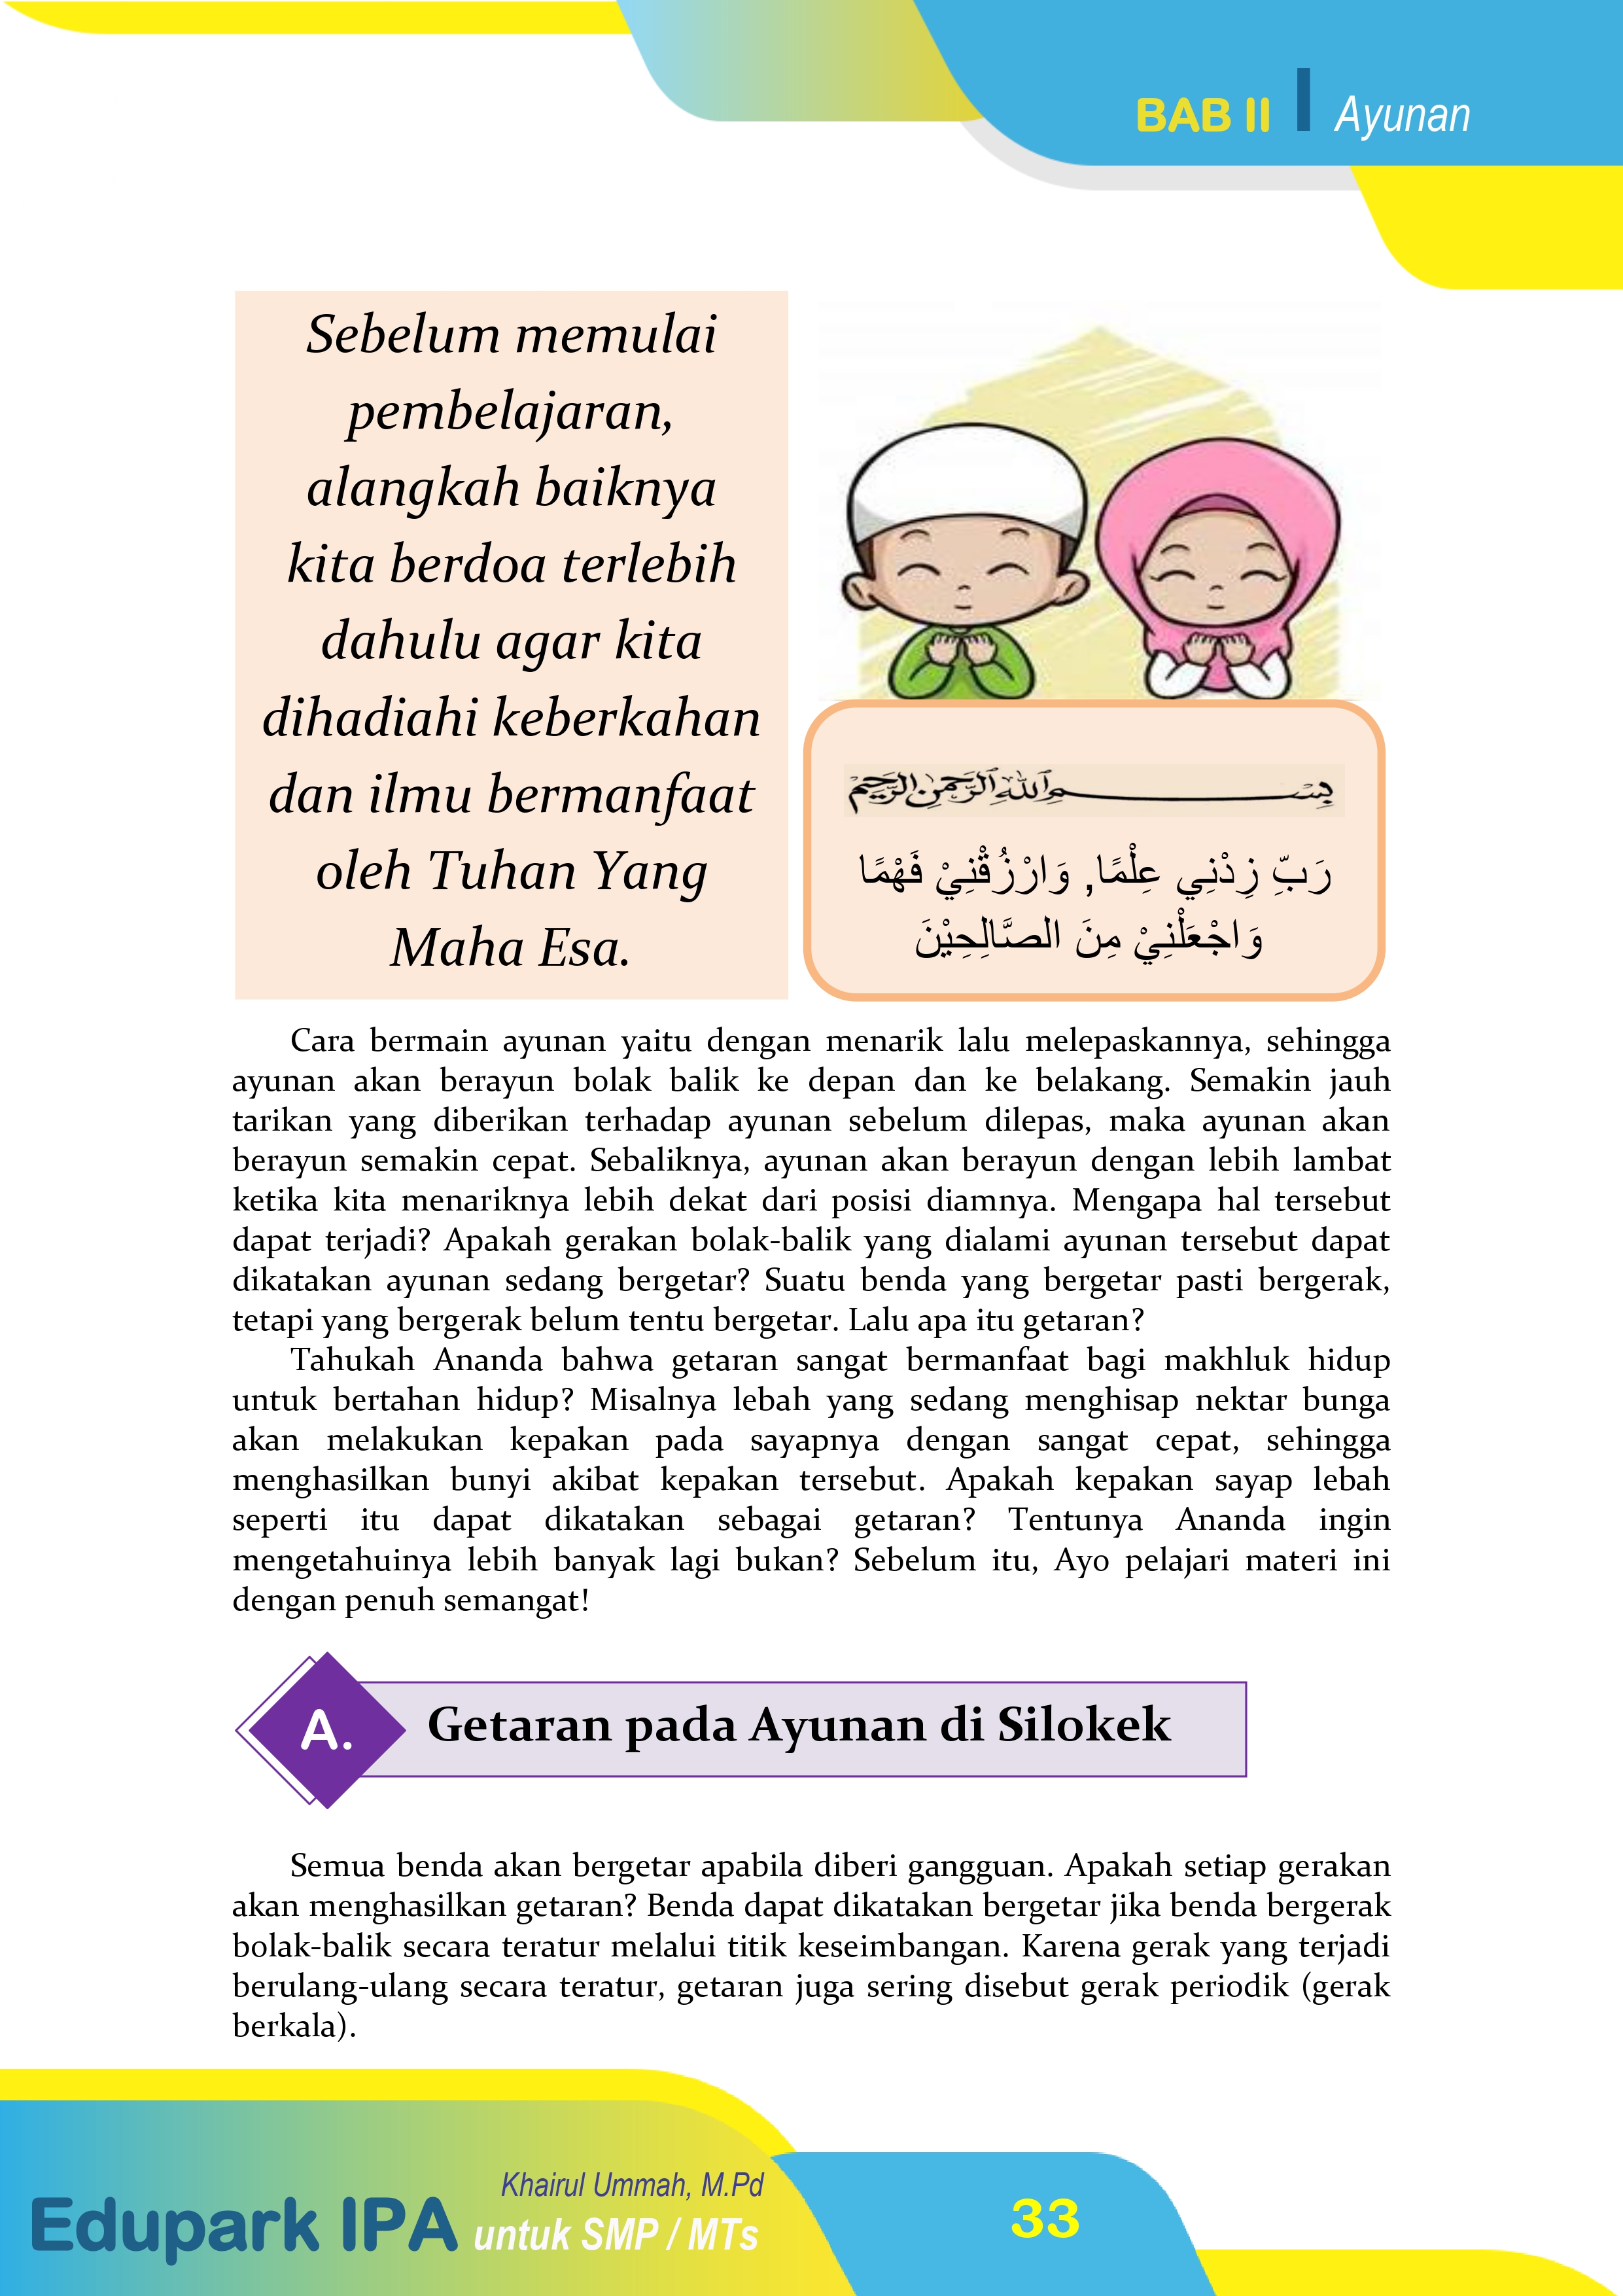 BAB II | Ayunan
Sebelum memulai
pembelajaran,
alangkah baiknya
kita berdoa terlebih
dahulu agar kita
dihadiahi keberkahan
dan ilmu bermanfaat
oleh Tuhan Yang
Maha Esa.
بِسْمِ اللهِ الرَّحْمٰنِ الرَّحِيْمِ
رَبِّ زِدْنِي عِلْمًا, وَارْزُقْنِيْ فَهْمًا
وَاجْعَلْنِيْ مِنَ الصَّالِحِيْنَ
Cara bermain ayunan yaitu dengan menarik lalu melepaskannya, sehingga
ayunan akan berayun bolak balik ke depan dan ke belakang. Semakin jauh
tarikan yang diberikan terhadap ayunan sebelum dilepas, maka ayunan akan
berayun semakin cepat. Sebaliknya, ayunan akan berayun dengan lebih lambat
ketika kita menariknya lebih dekat dari posisi diamnya. Mengapa hal tersebut
dapat terjadi? Apakah gerakan bolak-balik yang dialami ayunan tersebut dapat
dikatakan ayunan sedang bergetar? Suatu benda yang bergetar pasti bergerak,
tetapi yang bergerak belum tentu bergetar. Lalu apa itu getaran?
Tahukah Ananda bahwa getaran sangat bermanfaat bagi makhluk hidup
untuk bertahan hidup? Misalnya lebah yang sedang menghisap nektar bunga
akan melakukan kepakan pada sayapnya dengan sangat cepat, sehingga
menghasilkan bunyi akibat kepakan tersebut. Apakah kepakan sayap lebah
seperti itu dapat dikatakan sebagai getaran? Tentunya Ananda ingin
mengetahuinya lebih banyak lagi bukan? Sebelum itu, Ayo pelajari materi ini
dengan penuh semangat!
A. Getaran pada Ayunan di Silokek
Semua benda akan bergetar apabila diberi gangguan. Apakah setiap gerakan
akan menghasilkan getaran? Benda dapat dikatakan bergetar jika benda bergerak
bolak-balik secara teratur melalui titik keseimbangan. Karena gerak yang terjadi
berulang-ulang secara teratur, getaran juga sering disebut gerak periodik (gerak
berkala).
Khairul Ummah, M.Pd
Edupark IPA untuk SMP / MTs
33